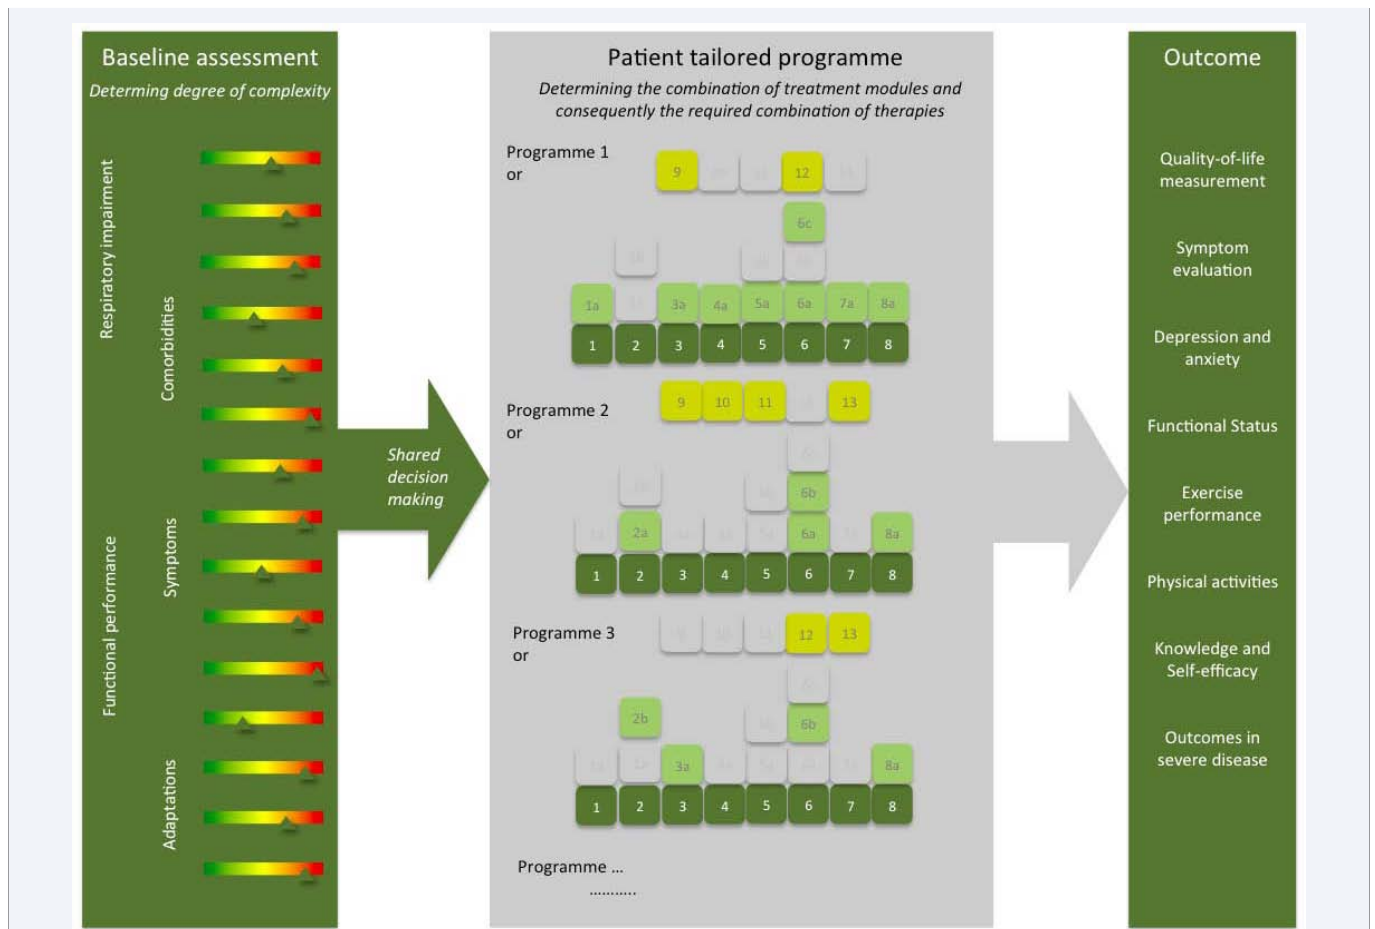 Baseline assessment
Determing degree of complexity
Respiratory impairment
Comorbidities
Symptoms
Functional performance
Adaptations
Shared
decision
making
Patient tailored programme
Determining the combination of treatment modules and
consequently the required combination of therapies
Programme 1
or
9 12
6c
1a 3a 4a 5a 6a 7a 8a
1 2 3 4 5 6 7 8
Programme 2
or
9 10 11 13
6b
2a 6a 8a
1 2 3 4 5 6 7 8
Programme 3
or
12 13
2b 6b
3a 8a
1 2 3 4 5 6 7 8
Programme ...
...........
Outcome
Quality-of-life
measurement
Symptom
evaluation
Depression and
anxiety
Functional Status
Exercise
performance
Physical activities
Knowledge and
Self-efficacy
Outcomes in
severe disease